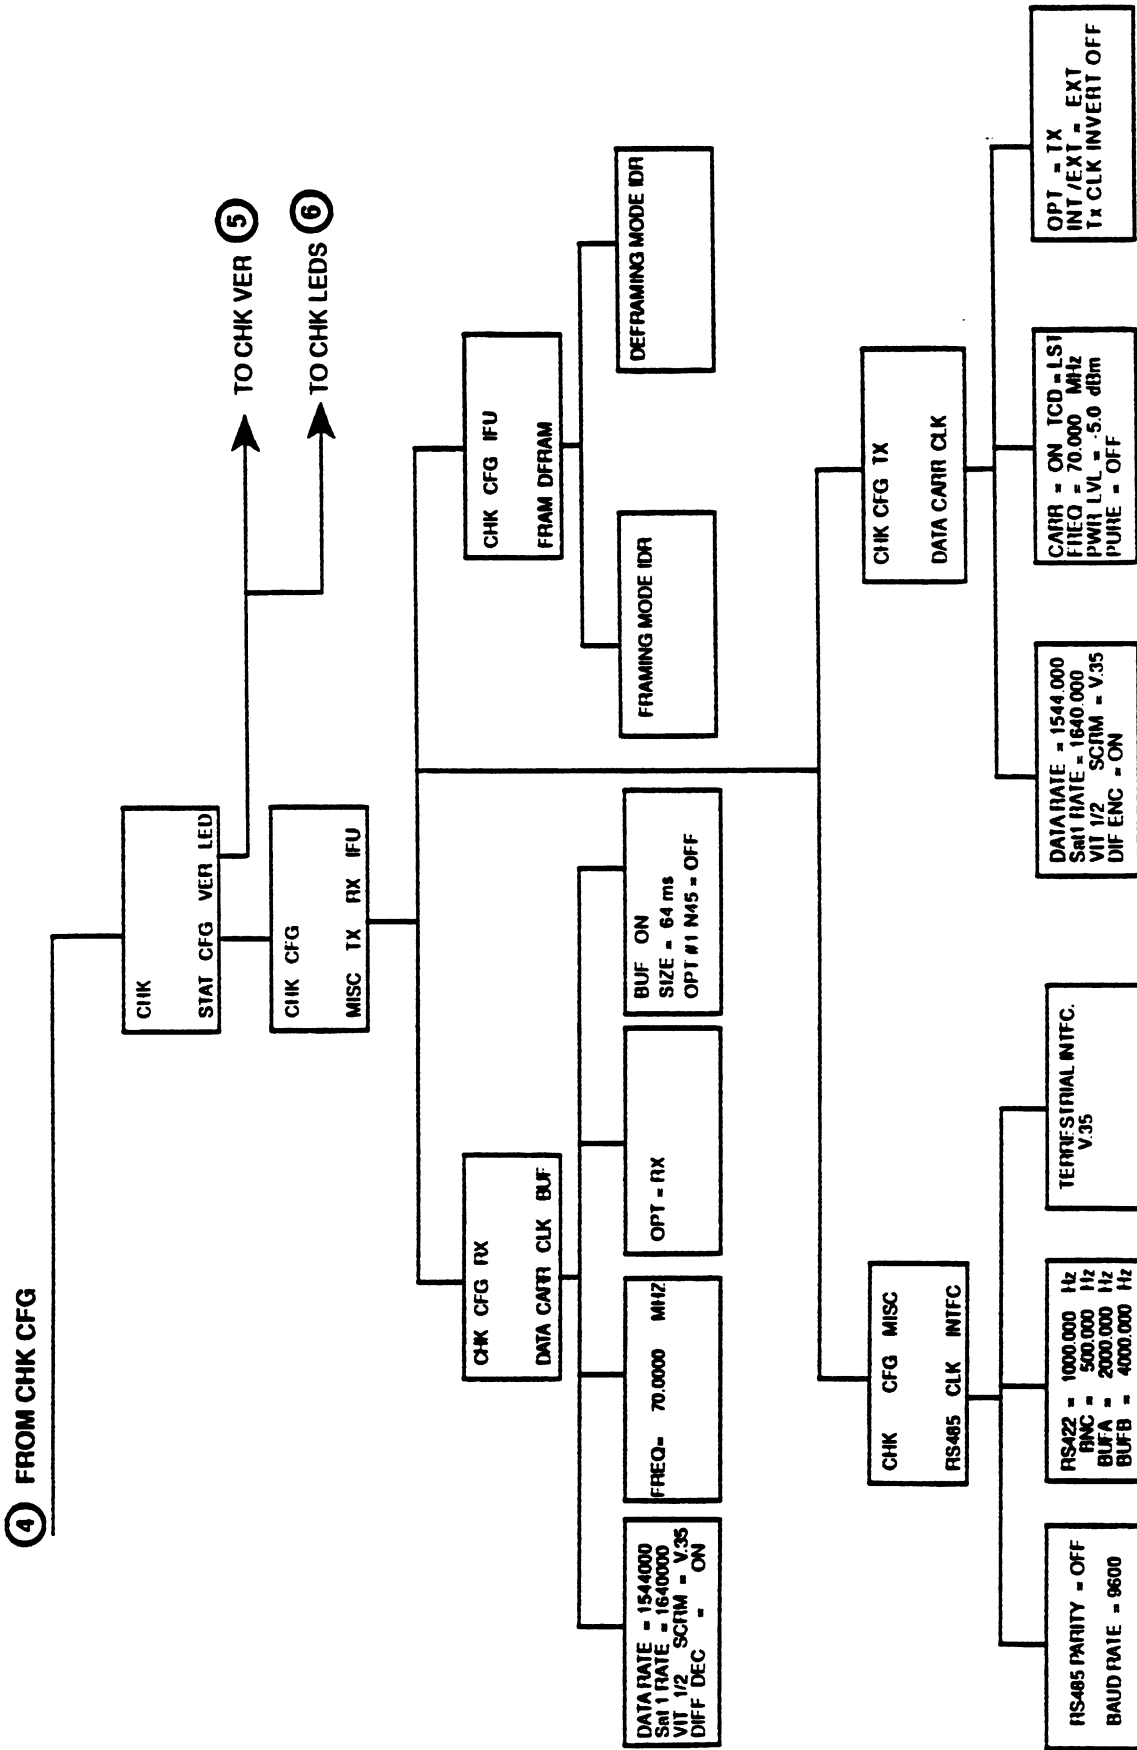 4 FROM CHK CFG
CHK
STAT CFG VER LED
TO CHK VER 5
TO CHK LEDS 6
CHK CFG
MISC TX RX IFU
CHK CFG RX
DATA CARR CLK BUF
CHK CFG IFU
FRAM DFRAM
DATA RATE = 1544000
Sat 1 RATE = 1640000
VIT 1/2 SCRM = V.35
DIFF DEC = ON
FREQ= 70.0000 MHZ
OPT = RX
BUF ON
SIZE = 64 ms
OPT #1 N45 = OFF
FRAMING MODE IDR
DEFRAMING MODE IDR
CHK CFG MISC
RS485 CLK INTFC
CHK CFG TX
DATA CARR CLK
RS485 PARITY = OFF
BAUD RATE = 9600
RS422 = 1000.000 Hz
BNC = 500.000 Hz
BUFA = 2000.000 Hz
BUFB = 4000.000 Hz
TERRESTRIAL INTFC.
V.35
DATA RATE = 1544.000
Sat1 RATE = 1640.000
VIT 1/2 SCRM = V.35
DIF ENC = ON
CARR = ON TCD = LST
FREQ = 70.000 MHz
PWR LVL = -5.0 dBm
PURE = OFF
OPT = TX
INT/EXT = EXT
Tx CLK INVERT OFF